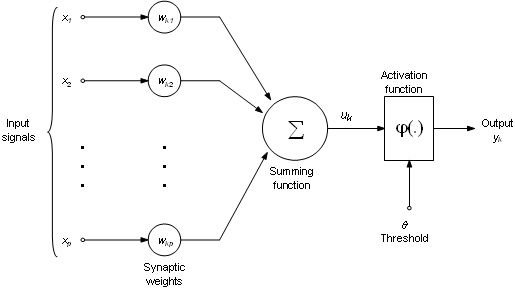 x1
wk1
x2
wk2
Activation
function
Input
signals
Σ
uk
φ(.)
Output
yk
Summing
function
θ
Threshold
xp
wkp
Synaptic
weights